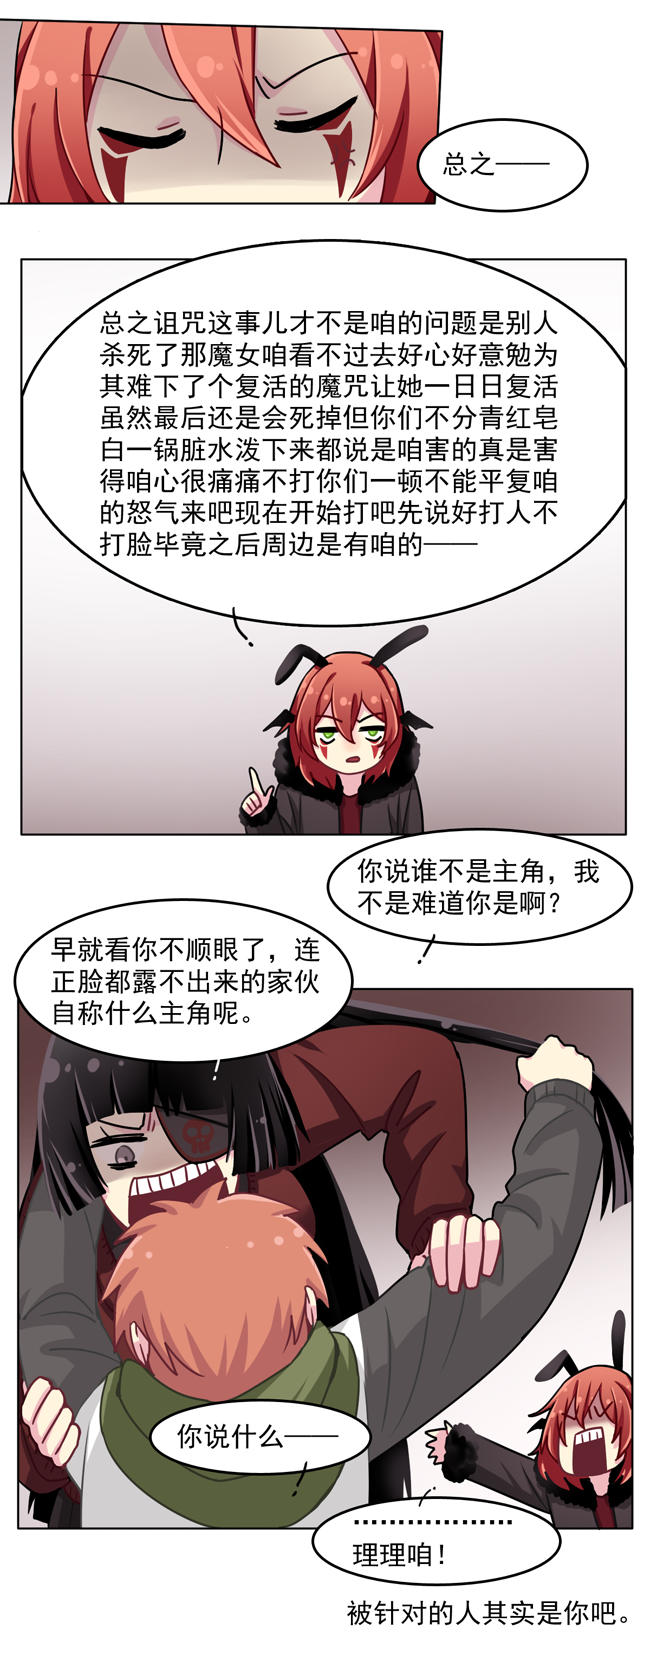 总之——
总之诅咒这事儿才不是咱的问题是别人
杀死了那魔女咱看不过去好心好意勉为
其难下了个复活的魔咒让她一日日复活
虽然最后还是会死掉但你们不分青红皂
白一锅脏水泼下来都说是咱害的真是害
得咱心很痛痛不打你们一顿不能平复咱
的怒气来吧现在开始打吧先说好打人不
打脸毕竟之后周边是有咱的——
你说谁不是主角，我
不是难道你是啊？
早就看你不顺眼了，连
正脸都露不出来的家伙
自称什么主角呢。
你说什么——
………………
理理咱！
被针对的人其实是你吧。